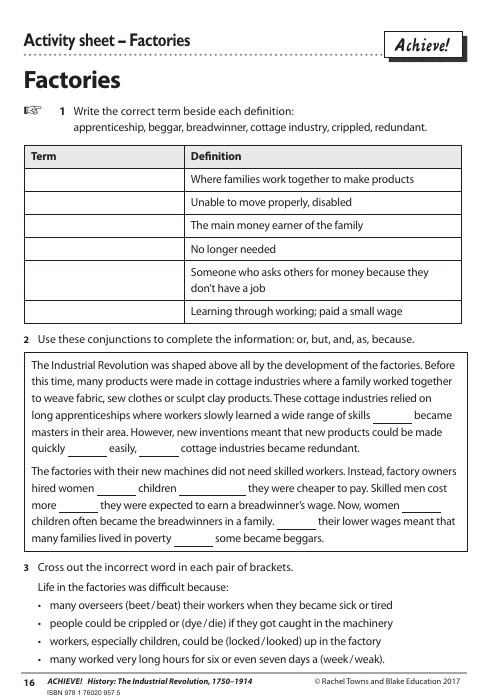 Activity sheet – Factories
Achieve!
Factories
1 Write the correct term beside each definition:
apprenticeship, beggar, breadwinner, cottage industry, crippled, redundant.
Term Definition
Where families work together to make products
Unable to move properly, disabled
The main money earner of the family
No longer needed
Someone who asks others for money because they
don't have a job
Learning through working; paid a small wage
2 Use these conjunctions to complete the information: or, but, and, as, because.
The Industrial Revolution was shaped above all by the development of the factories. Before
this time, many products were made in cottage industries where a family worked together
to weave fabric, sew clothes or sculpt clay products. These cottage industries relied on
long apprenticeships where workers slowly learned a wide range of skills ______ became
masters in their area. However, new inventions meant that new products could be made
quickly ______ easily, ______ cottage industries became redundant.
The factories with their new machines did not need skilled workers. Instead, factory owners
hired women ______ children __________ they were cheaper to pay. Skilled men cost
more ______ they were expected to earn a breadwinner's wage. Now, women ______
children often became the breadwinners in a family. ______ their lower wages meant that
many families lived in poverty ______ some became beggars.
3 Cross out the incorrect word in each pair of brackets.
Life in the factories was difficult because:
• many overseers (beet / beat) their workers when they became sick or tired
• people could be crippled or (dye / die) if they got caught in the machinery
• workers, especially children, could be (locked / looked) up in the factory
• many worked very long hours for six or even seven days a (week / weak).
16 ACHIEVE! History: The Industrial Revolution, 1750–1914 © Rachel Towns and Blake Education 2017
ISBN 978 1 76020 957 5